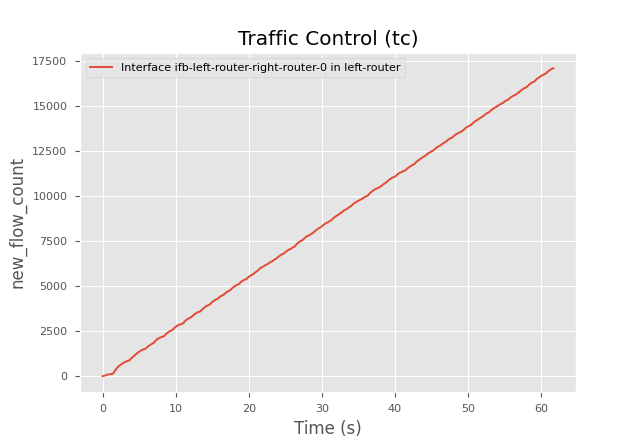 Traffic Control (tc)
Interface ifb-left-router-right-router-0 in left-router
new_flow_count
17500
15000
12500
10000
7500
5000
2500
0
0 10 20 30 40 50 60
Time (s)